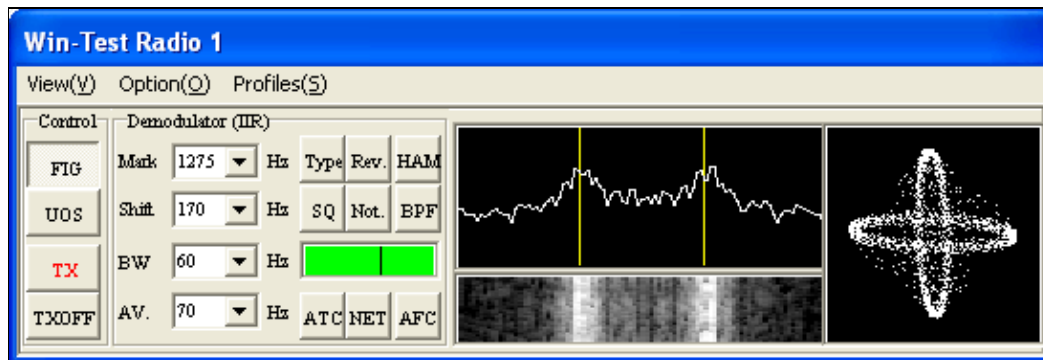 Win-Test Radio 1
View(V) Option(O) Profiles(S)
Control Demodulator (IIR)
FIG Mark 1275 Hz Type Rev. HAM
UOS Shift 170 Hz SQ Not. BPF
TX BW 60 Hz
TXOFF AV. 70 Hz ATC NET AFC